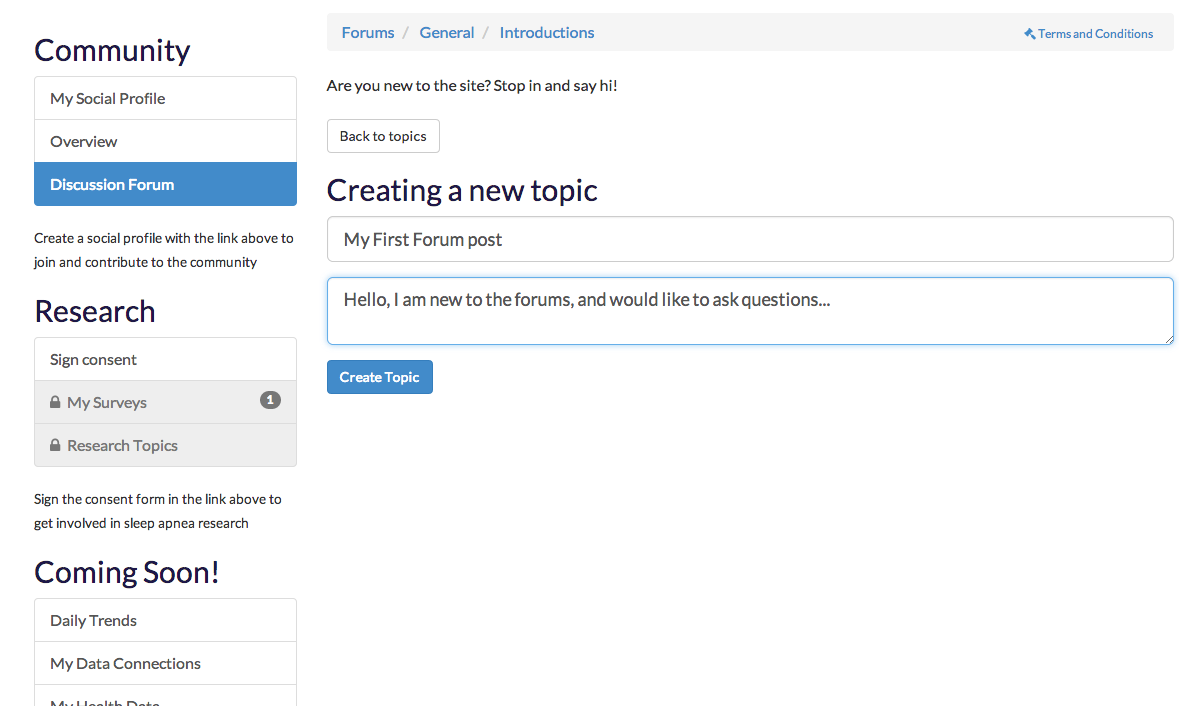 Community
My Social Profile
Overview
Discussion Forum
Create a social profile with the link above to
join and contribute to the community
Research
Sign consent
My Surveys 1
Research Topics
Sign the consent form in the link above to
get involved in sleep apnea research
Coming Soon!
Daily Trends
My Data Connections
My Health Data
Forums / General / Introductions
Terms and Conditions
Are you new to the site? Stop in and say hi!
Back to topics
Creating a new topic
My First Forum post
Hello, I am new to the forums, and would like to ask questions...
Create Topic